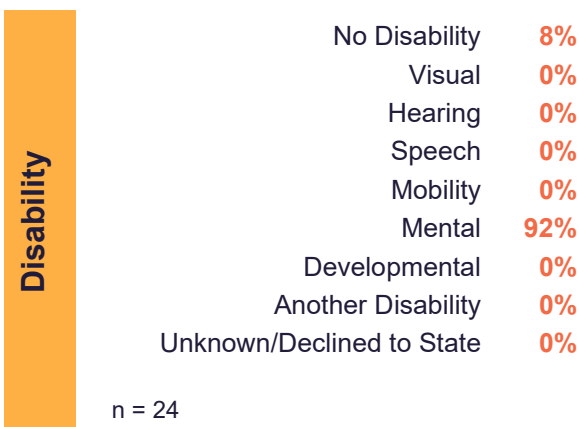 Disability
No Disability 8%
Visual 0%
Hearing 0%
Speech 0%
Mobility 0%
Mental 92%
Developmental 0%
Another Disability 0%
Unknown/Declined to State 0%
n = 24